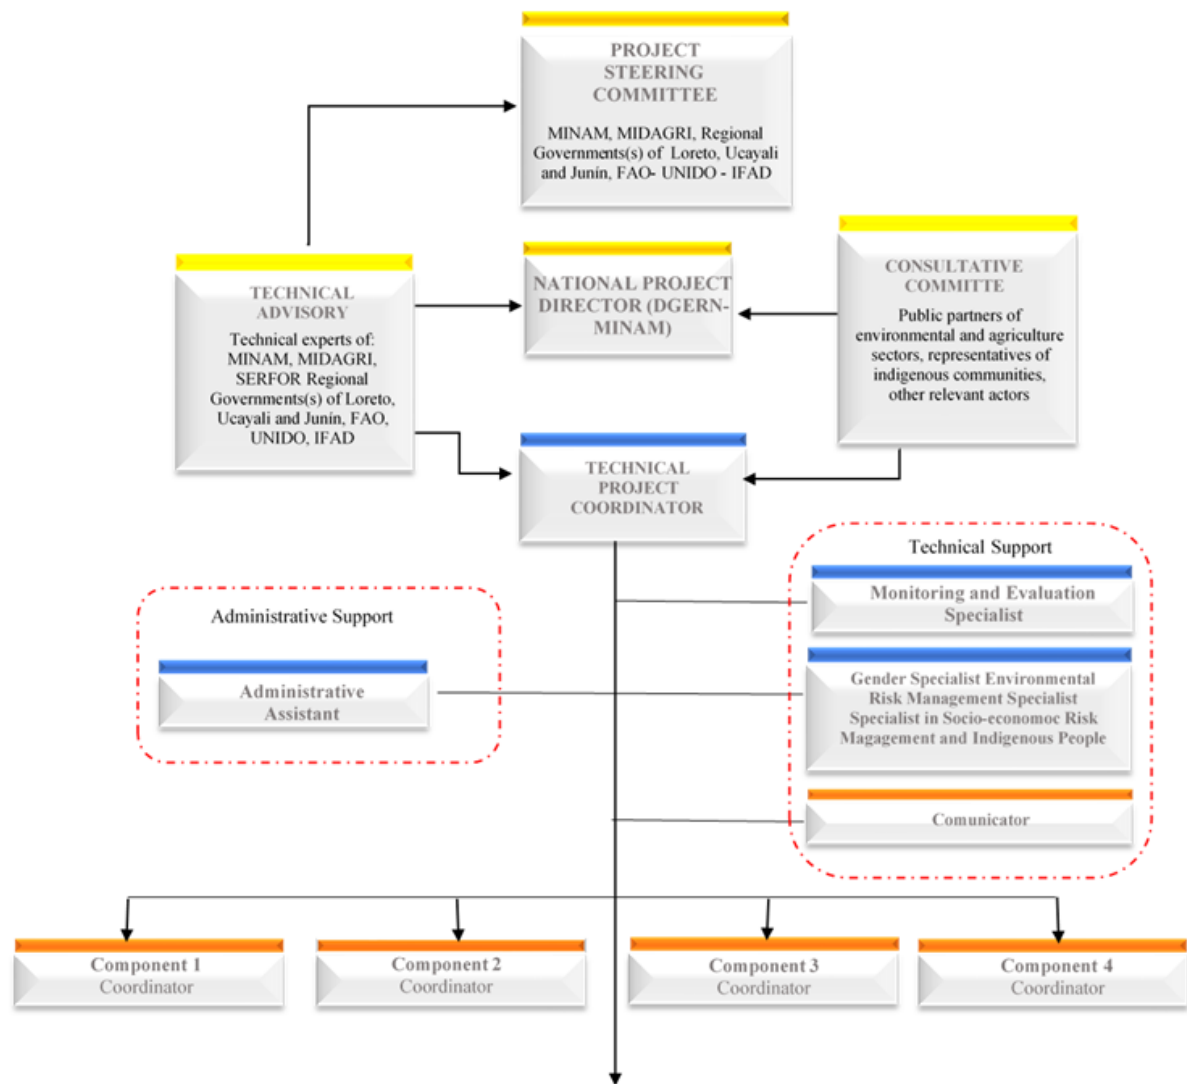 PROJECT
STEERING
COMMITTEE
MINAM, MIDAGRI, Regional
Governments(s) of Loreto, Ucayali
and Junín, FAO- UNIDO - IFAD
TECHNICAL
ADVISORY
Technical experts of:
MINAM, MIDAGRI,
SERFOR Regional
Governments(s) of Loreto,
Ucayali and Junín, FAO,
UNIDO, IFAD
NATIONAL PROJECT
DIRECTOR (DGERN-
MINAM)
CONSULTATIVE
COMMITTE
Public partners of
environmental and agriculture
sectors, representatives of
indigenous communities,
other relevant actors
TECHNICAL
PROJECT
COORDINATOR
Administrative Support
Administrative
Assistant
Technical Support
Monitoring and Evaluation
Specialist
Gender Specialist Environmental
Risk Management Specialist
Specialist in Socio-economoc Risk
Magagement and Indigenous People
Comunicator
Component 1
Coordinator
Component 2
Coordinator
Component 3
Coordinator
Component 4
Coordinator